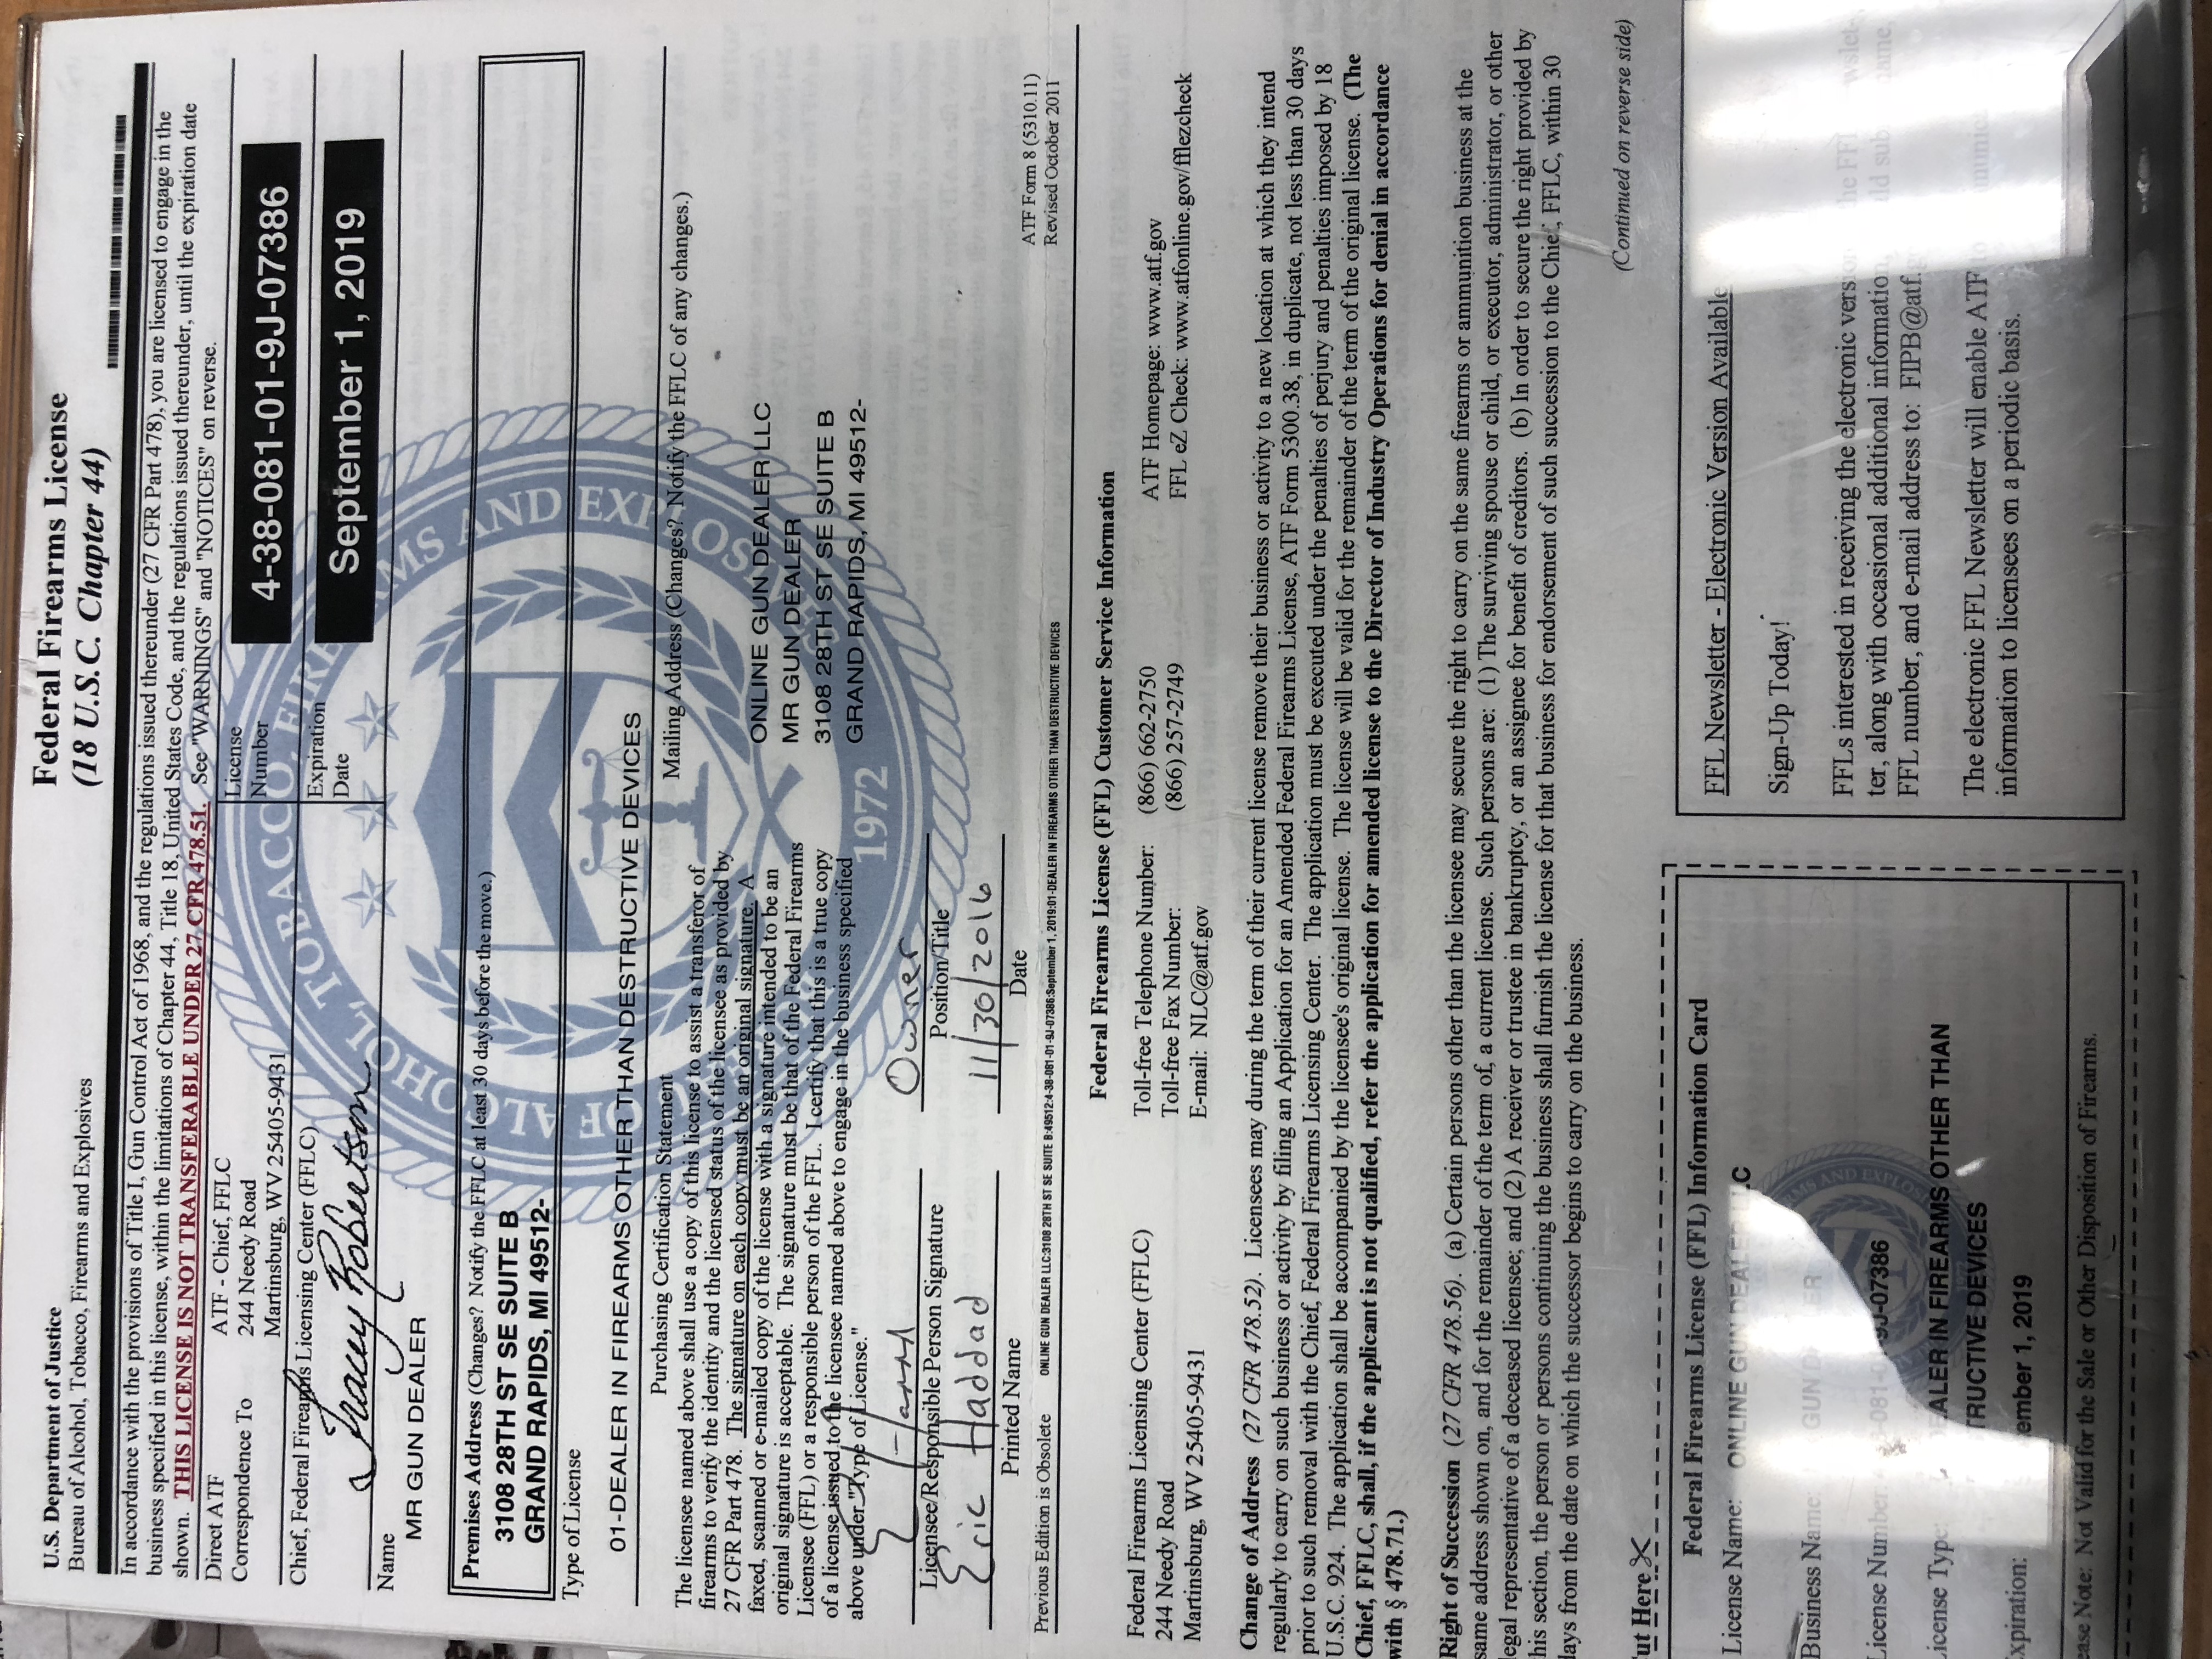 U.S. Department of Justice
Bureau of Alcohol, Tobacco, Firearms and Explosives
Federal Firearms License
(18 U.S.C. Chapter 44)
In accordance with the provisions of Title I, Gun Control Act of 1968, and the regulations issued thereunder (27 CFR Part 478), you are licensed to engage in the
business specified in this license, within the limitations of Chapter 44, Title 18, United States Code, and the regulations issued thereunder, until the expiration date
shown. THIS LICENSE IS NOT TRANSFERABLE UNDER 27 CFR 478.51. See "WARNINGS" and "NOTICES" on reverse.
Direct ATF
Correspondence To
ATF - Chief, FFLC
244 Needy Road
Martinsburg, WV 25405-9431
License
Number
4-38-081-01-9J-07386
Chief, Federal Firearms Licensing Center (FFLC)
Tracey Robertson
Expiration
Date
September 1, 2019
Name
MR GUN DEALER
Premises Address (Changes? Notify the FFLC at least 30 days before the move.)
3108 28TH ST SE SUITE B
GRAND RAPIDS, MI 49512-
Type of License
01-DEALER IN FIREARMS OTHER THAN DESTRUCTIVE DEVICES
Purchasing Certification Statement
The licensee named above shall use a copy of this license to assist a transferor of
firearms to verify the identity and the licensed status of the licensee as provided by
27 CFR Part 478. The signature on each copy must be an original signature. A
faxed, scanned or e-mailed copy of the license with a signature intended to be an
original signature is acceptable. The signature must be that of the Federal Firearms
Licensee (FFL) or a responsible person of the FFL. I certify that this is a true copy
of a license issued to the licensee named above to engage in the business specified
above under "Type of License."
Mailing Address (Changes? Notify the FFLC of any changes.)
ONLINE GUN DEALER LLC
MR GUN DEALER
3108 28TH ST SE SUITE B
GRAND RAPIDS, MI 49512-
1972
Owner
Licensee/Responsible Person Signature
Position/Title
Eric Haddad
11/30/2016
Printed Name
Date
ATF Form 8 (5310.11)
Revised October 2011
Previous Edition is Obsolete
ONLINE GUN DEALER LLC:3108 28TH ST SE SUITE B:49512:4-38-081-01-9J-07386:September 1, 2019:01-DEALER IN FIREARMS OTHER THAN DESTRUCTIVE DEVICES
Federal Firearms License (FFL) Customer Service Information
Federal Firearms Licensing Center (FFLC)
244 Needy Road
Martinsburg, WV 25405-9431
Toll-free Telephone Number: (866) 662-2750
Toll-free Fax Number: (866) 257-2749
E-mail: NLC@atf.gov
ATF Homepage: www.atf.gov
FFL eZ Check: www.atfonline.gov/fflezcheck
Change of Address (27 CFR 478.52). Licensees may during the term of their current license remove their business or activity to a new location at which they intend
regularly to carry on such business or activity by filing an Application for an Amended Federal Firearms License, ATF Form 5300.38, in duplicate, not less than 30 days
prior to such removal with the Chief, Federal Firearms Licensing Center. The application must be executed under the penalties of perjury and penalties imposed by 18
U.S.C. 924. The application shall be accompanied by the licensee's original license. The license will be valid for the remainder of the term of the original license. (The
Chief, FFLC, shall, if the applicant is not qualified, refer the application for amended license to the Director of Industry Operations for denial in accordance
with § 478.71.)
Right of Succession (27 CFR 478.56). (a) Certain persons other than the licensee may secure the right to carry on the same firearms or ammunition business at the
same address shown on, and for the remainder of the term of, a current license. Such persons are: (1) The surviving spouse or child, or executor, administrator, or other
legal representative of a deceased licensee; and (2) A receiver or trustee in bankruptcy, or an assignee for benefit of creditors. (b) In order to secure the right provided by
his section, the person or persons continuing the business shall furnish the license for that business for endorsement of such succession to the Chief, FFLC, within 30
days from the date on which the successor begins to carry on the business.
(Continued on reverse side)
ut Here
Federal Firearms License (FFL) Information Card
License Name: ONLINE GUN DEALER LLC
Business Name: GUN DEALER
License Number: -081-01-9J-07386
License Type: EALER IN FIREARMS OTHER THAN
TRUCTIVE DEVICES
Expiration: ember 1, 2019
ease Note: Not Valid for the Sale or Other Disposition of Firearms.
FFL Newsletter - Electronic Version Available
Sign-Up Today!
FFLs interested in receiving the electronic version the FFL Newslet-
ter, along with occasional additional information name,
FFL number, and e-mail address to: FIPB@atf.
The electronic FFL Newsletter will enable ATF
information to licensees on a periodic basis.